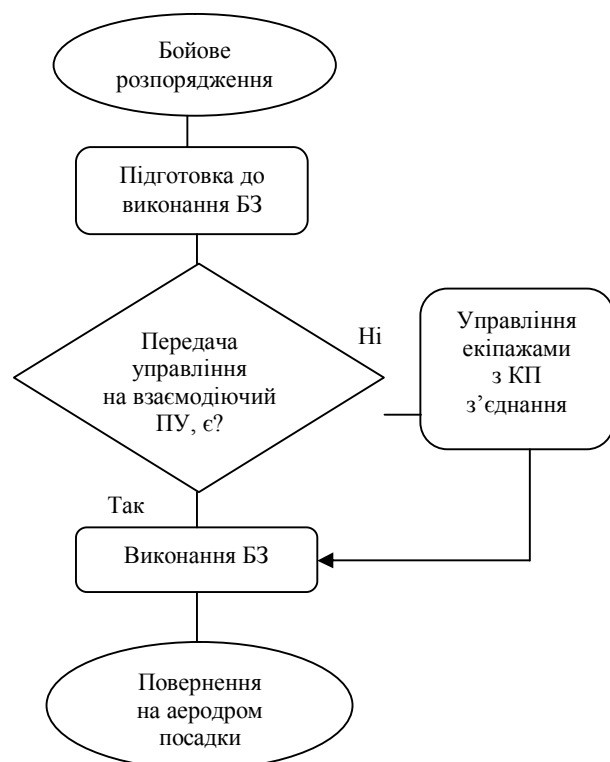 Бойове
розпорядження
Підготовка до
виконання БЗ
Передача
управління
на взаємодіючий
ПУ, є?
Ні
Управління
екіпажами
з КП
з’єднання
Так
Виконання БЗ
Повернення
на аеродром
посадки